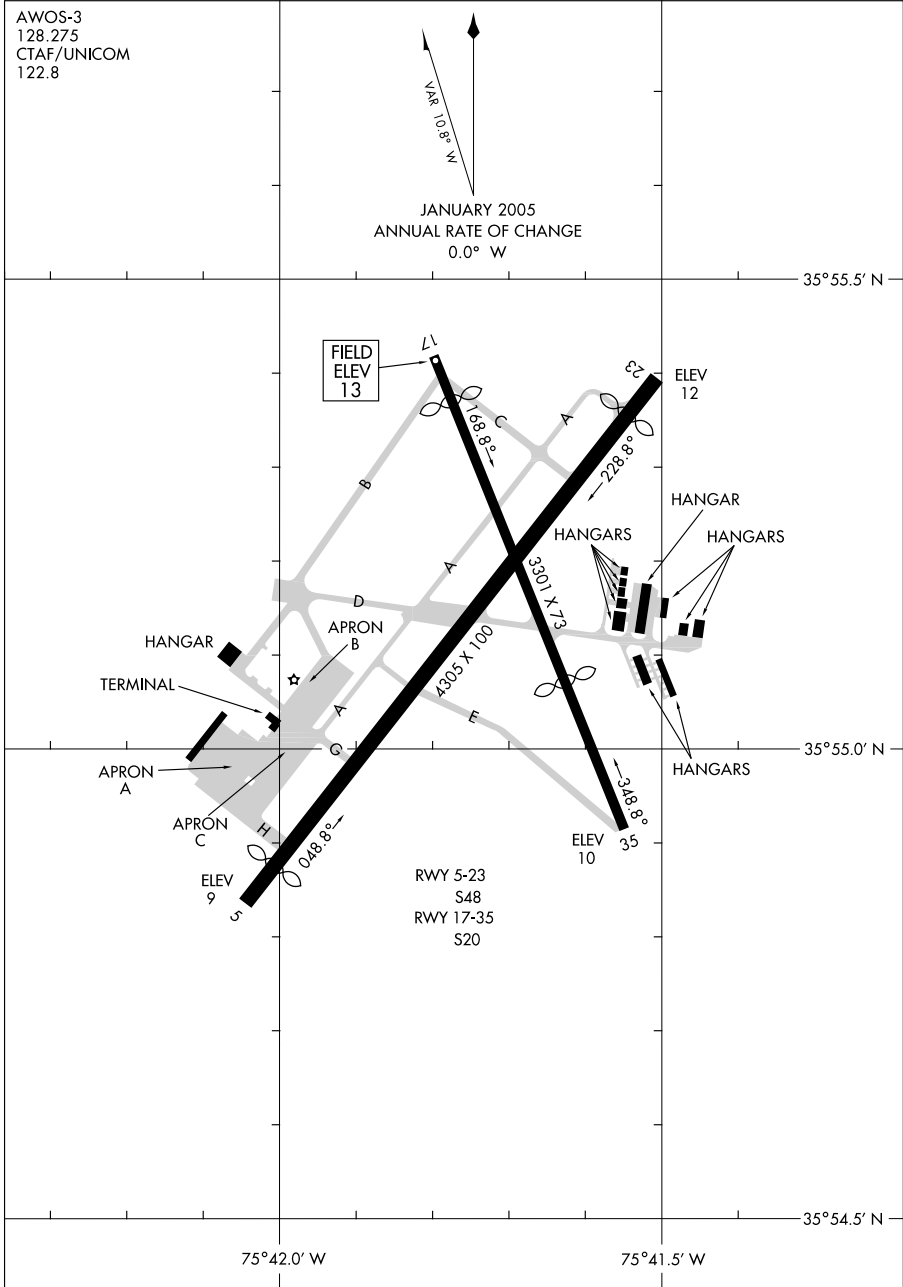 AWOS-3
128.275
CTAF/UNICOM
122.8
VAR 10.8° W
JANUARY 2005
ANNUAL RATE OF CHANGE
0.0° W
35°55.5' N
17
FIELD
ELEV
13
23
ELEV
12
168.8°
C
A
228.8°
B
HANGAR
HANGARS
HANGARS
A
3301 X 73
D
APRON
B
HANGAR
4305 X 100
TERMINAL
A
E
G
35°55.0' N
APRON
A
HANGARS
348.8°
APRON
C
H
048.8°
ELEV
10
35
ELEV
9
5
RWY 5-23
S48
RWY 17-35
S20
35°54.5' N
75°42.0' W
75°41.5' W